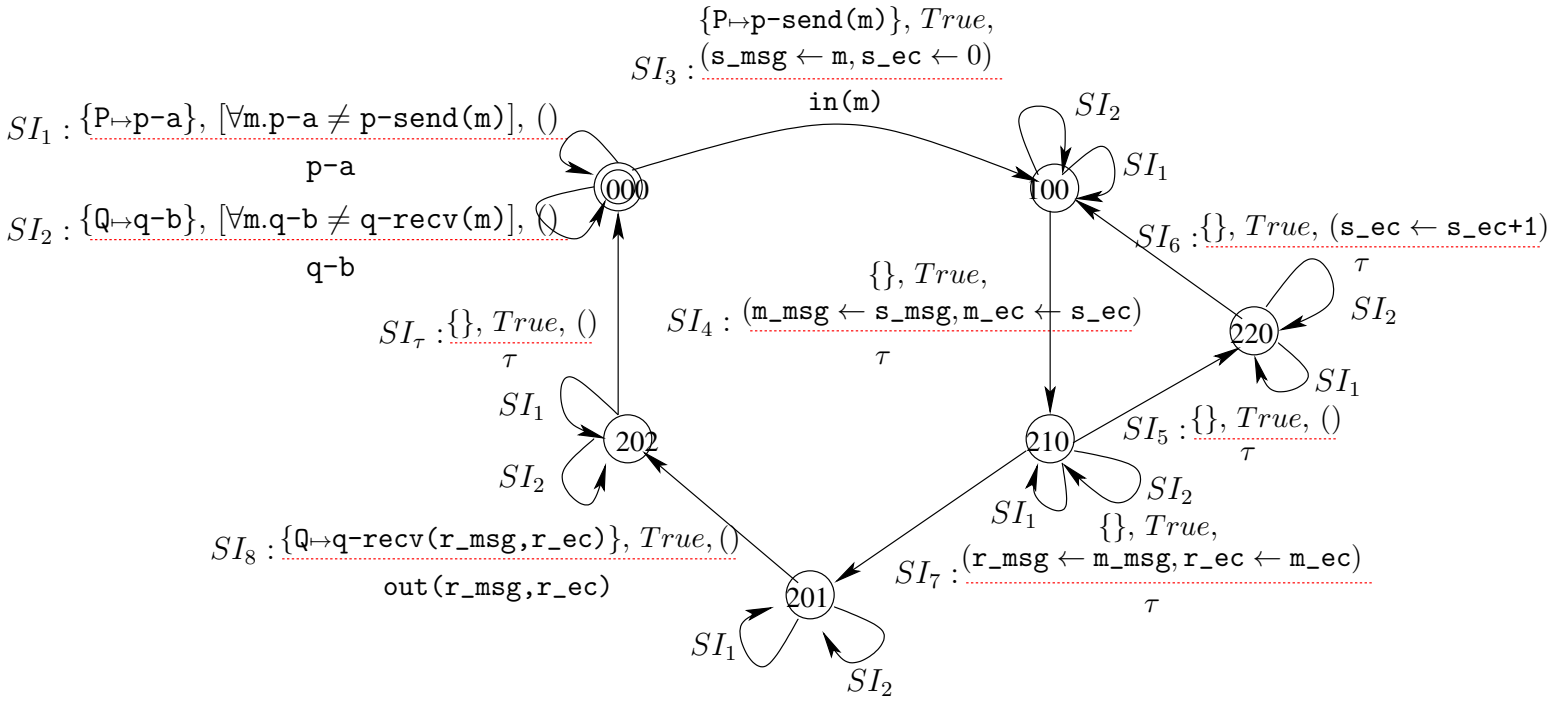 {P↦p-send(m)}, True,
SI₃ : (s_msg ← m, s_ec ← 0)
in(m)
SI₁ : {P↦p-a}, [∀m.p-a ≠ p-send(m)], ()
p-a
SI₂ : {Q↦q-b}, [∀m.q-b ≠ q-recv(m)], ()
q-b
000
SI₂
SI₁
100
SI₆ : {}, True, (s_ec ← s_ec+1)
τ
{}, True,
SI₄ : (m_msg ← s_msg, m_ec ← s_ec)
τ
SIτ : {}, True, ()
τ
220
SI₂
SI₁
SI₁
202
SI₂
210
SI₅ : {}, True, ()
τ
SI₁
SI₂
{}, True,
SI₇ : (r_msg ← m_msg, r_ec ← m_ec)
τ
SI₈ : {Q↦q-recv(r_msg,r_ec)}, True, ()
out(r_msg,r_ec)
201
SI₁
SI₂